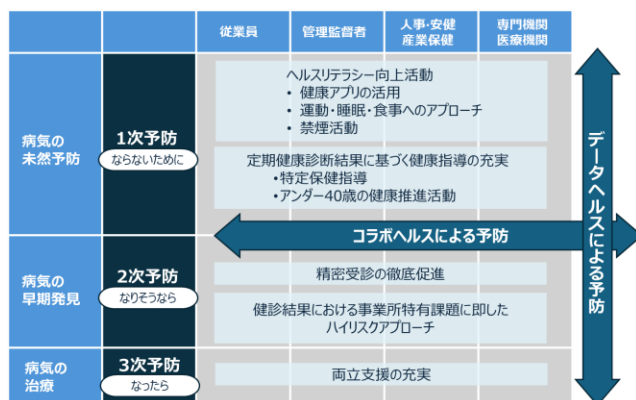 従業員
管理監督者
人事・安健
産業保健
専門機関
医療機関
病気の
未然予防
1次予防
ならないために
ヘルスリテラシー向上活動
• 健康アプリの活用
• 運動・睡眠・食事へのアプローチ
• 禁煙活動
定期健康診断結果に基づく健康指導の充実
•特定保健指導
•アンダー40歳の健康推進活動
コラボヘルスによる予防
病気の
早期発見
2次予防
なりそうなら
精密受診の徹底促進
健診結果における事業所特有課題に即した
ハイリスクアプローチ
病気の
治療
3次予防
なったら
両立支援の充実
データヘルスによる予防